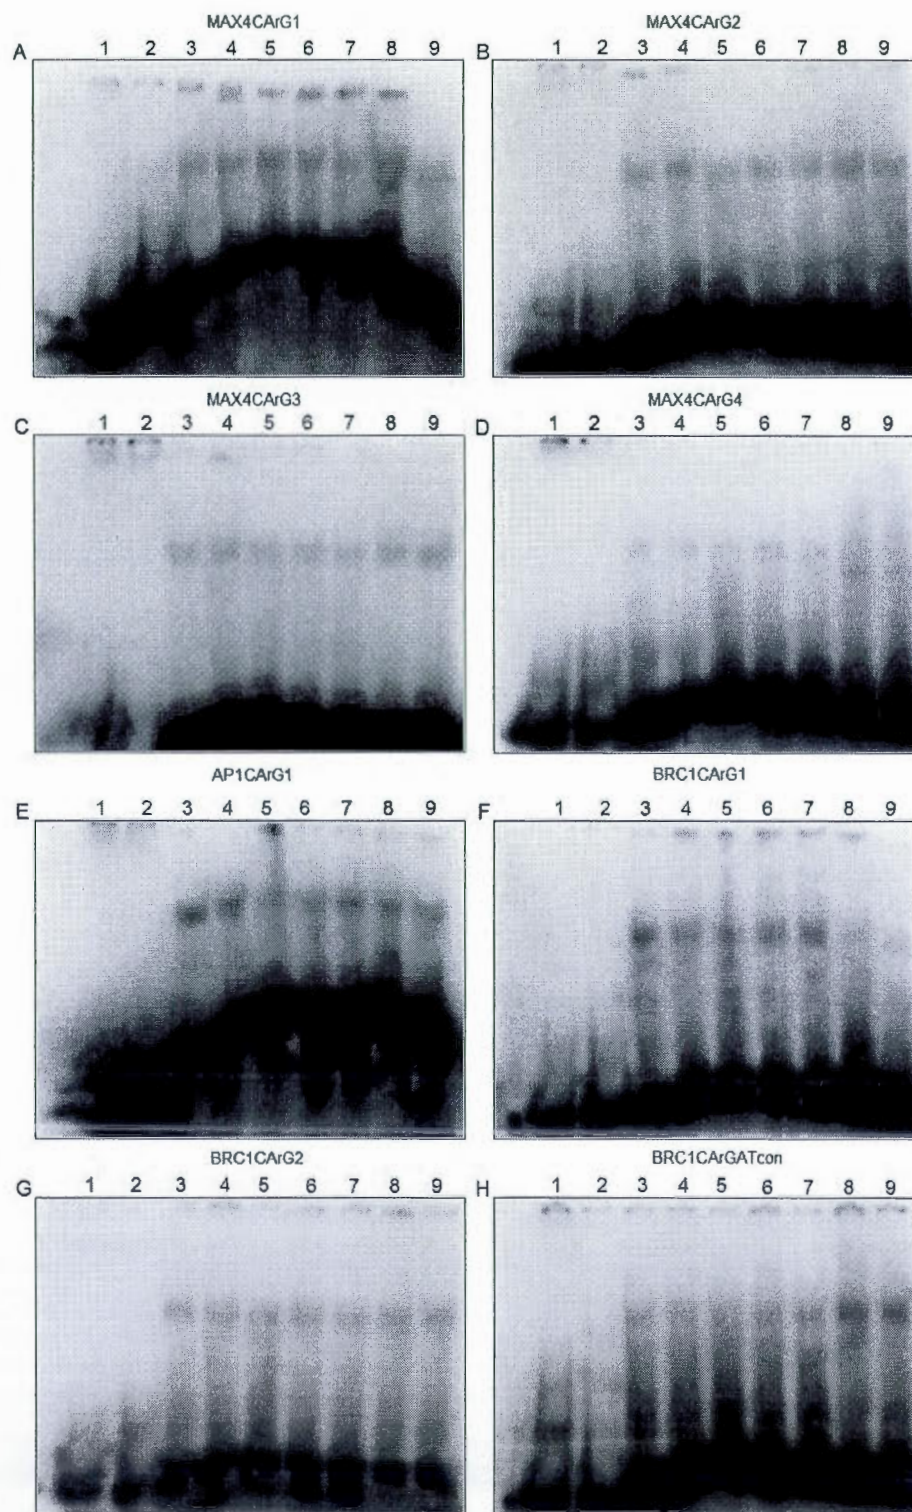 MAX4CArG1
A 1 2 3 4 5 6 7 8 9
MAX4CArG2
B 1 2 3 4 5 6 7 8 9
MAX4CArG3
C 1 2 3 4 5 6 7 8 9
MAX4CArG4
D 1 2 3 4 5 6 7 8 9
AP1CArG1
E 1 2 3 4 5 6 7 8 9
BRC1CArG1
F 1 2 3 4 5 6 7 8 9
BRC1CArG2
G 1 2 3 4 5 6 7 8 9
BRC1CArGATcon
H 1 2 3 4 5 6 7 8 9